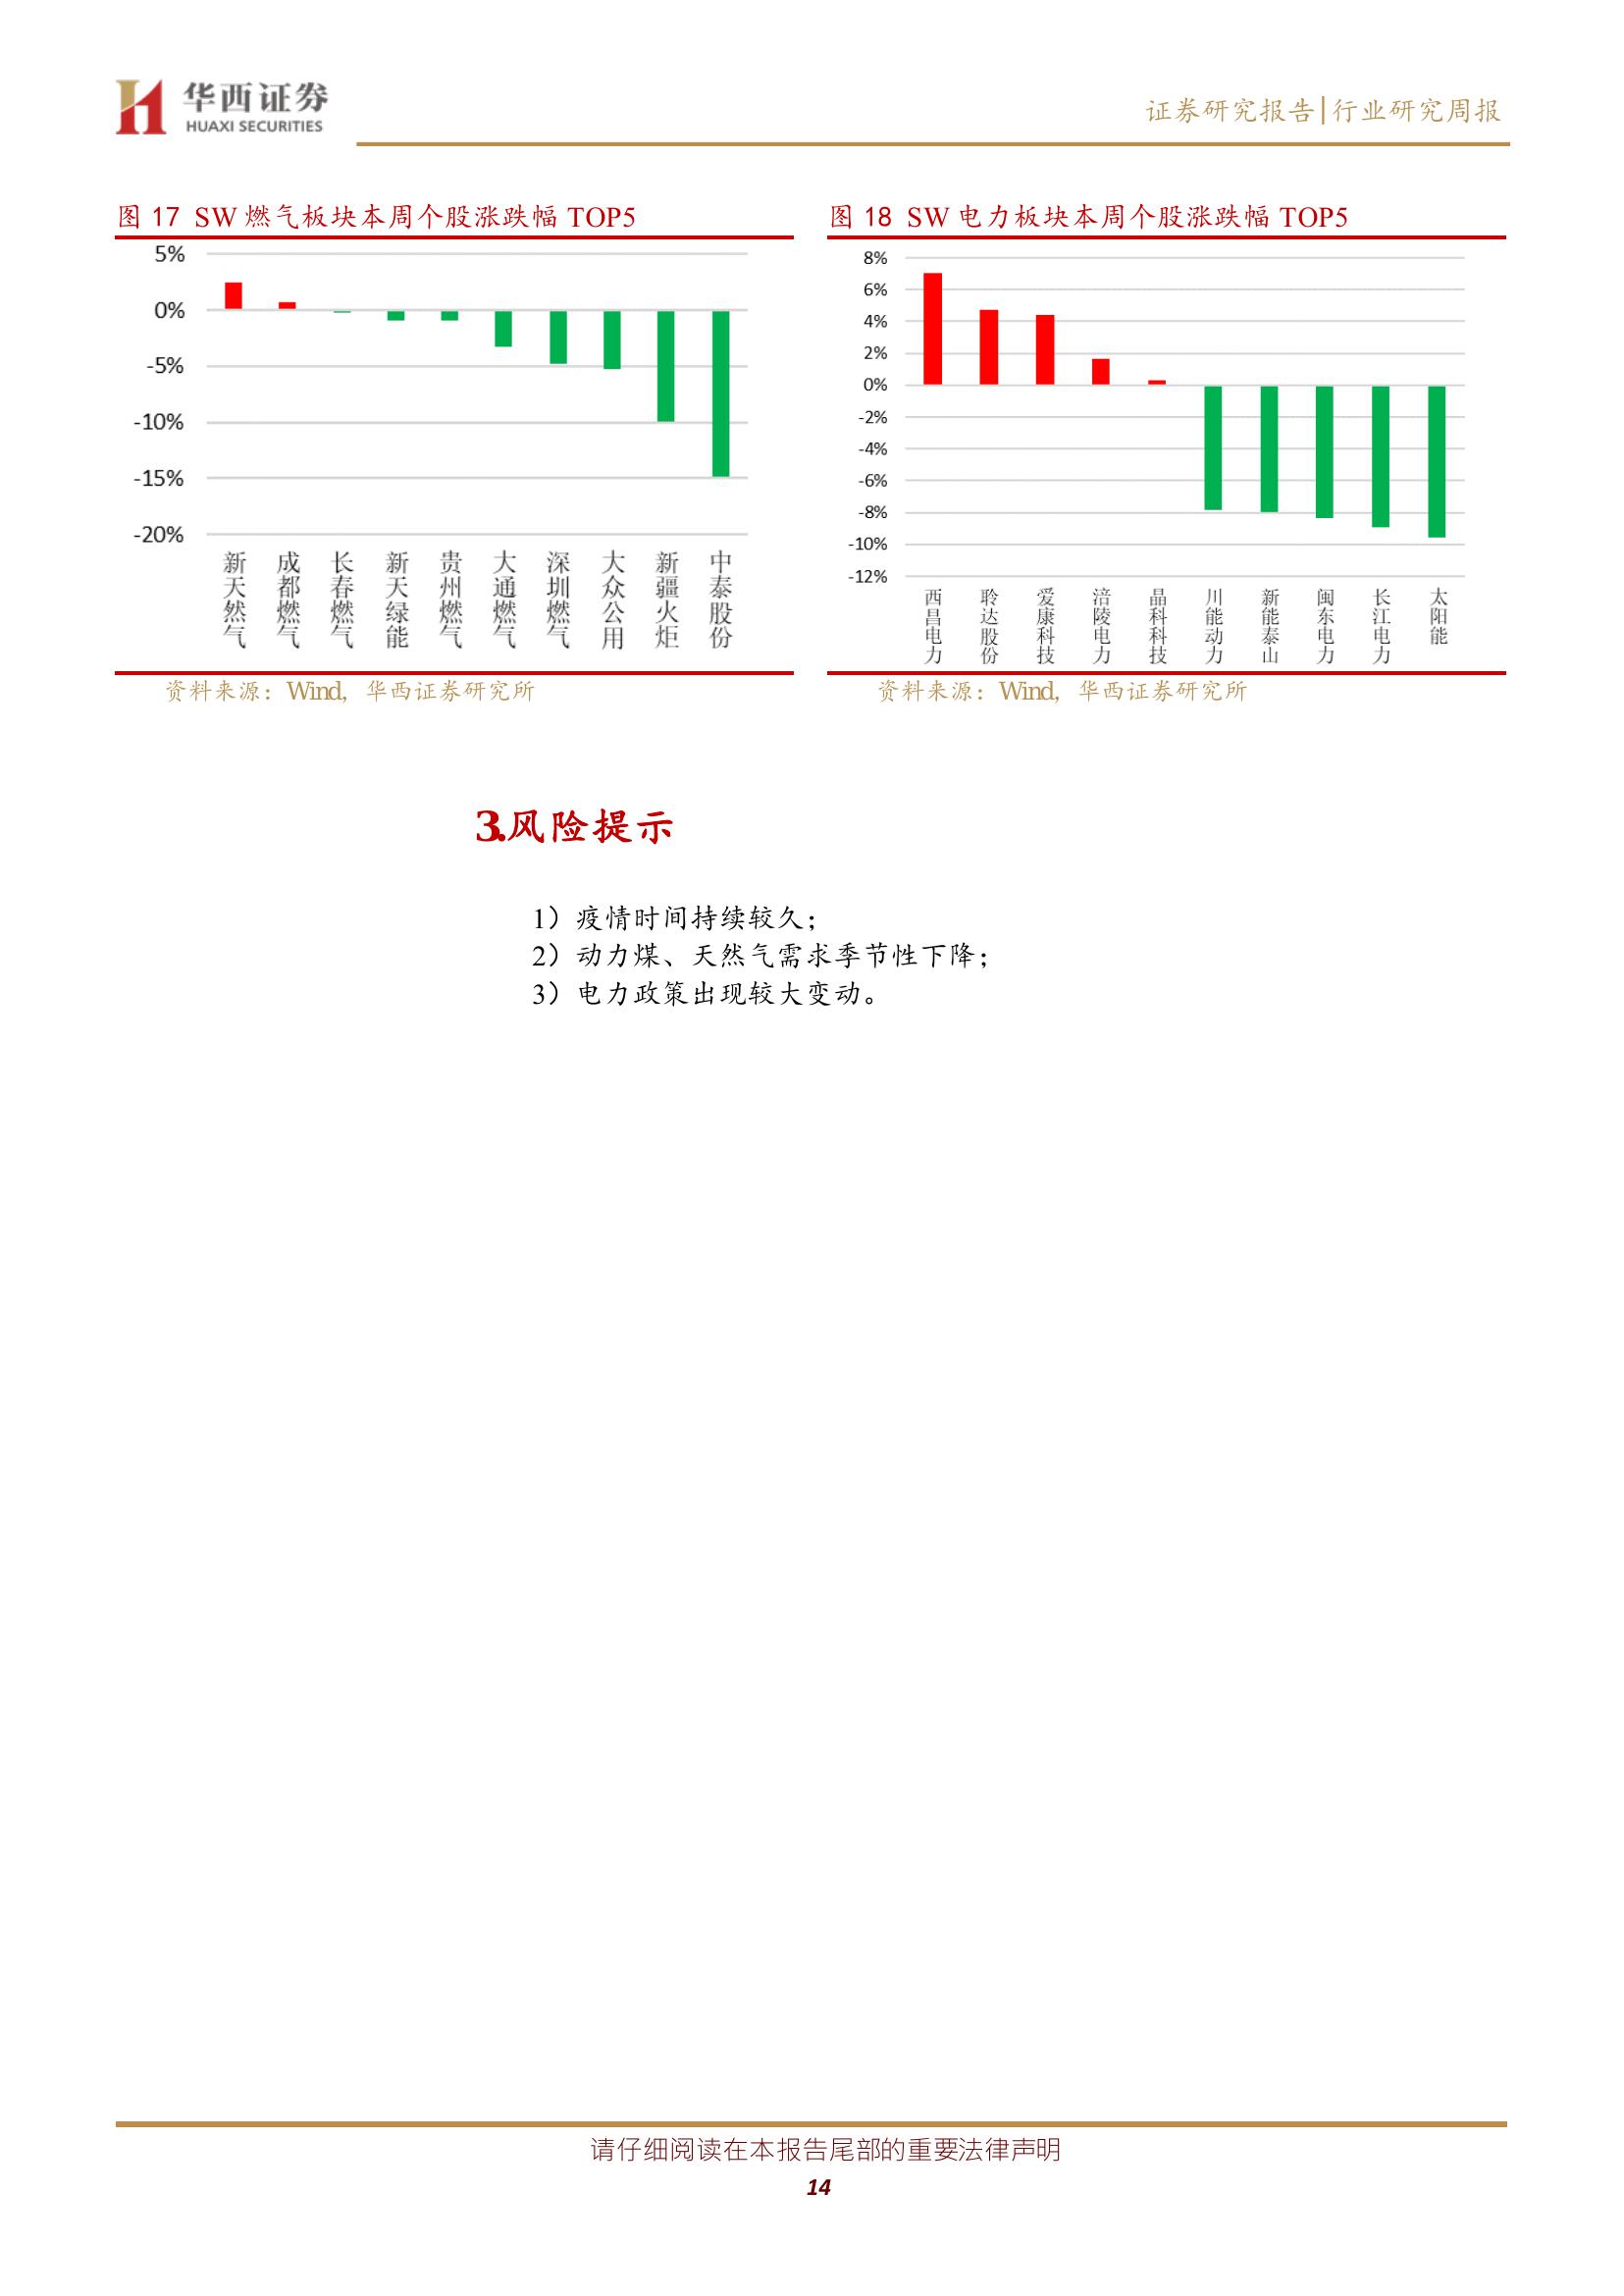 华西证券
HUAXI SECURITIES
证券研究报告|行业研究周报
图 17 SW 燃气板块本周个股涨跌幅 TOP5
5%
0%
-5%
-10%
-15%
-20%
新天然气
成都燃气
长春燃气
新天绿能
贵州燃气
大通燃气
深圳燃气
大众公用
新疆火炬
中泰股份
资料来源：Wind，华西证券研究所
图 18 SW 电力板块本周个股涨跌幅 TOP5
8%
6%
4%
2%
0%
-2%
-4%
-6%
-8%
-10%
-12%
西昌电力
聆达股份
爱康科技
涪陵电力
晶科科技
川能动力
新能泰山
闽东电力
长江电力
太阳能
资料来源：Wind，华西证券研究所
3.风险提示
1）疫情时间持续较久；
2）动力煤、天然气需求季节性下降；
3）电力政策出现较大变动。
请仔细阅读在本报告尾部的重要法律声明
14